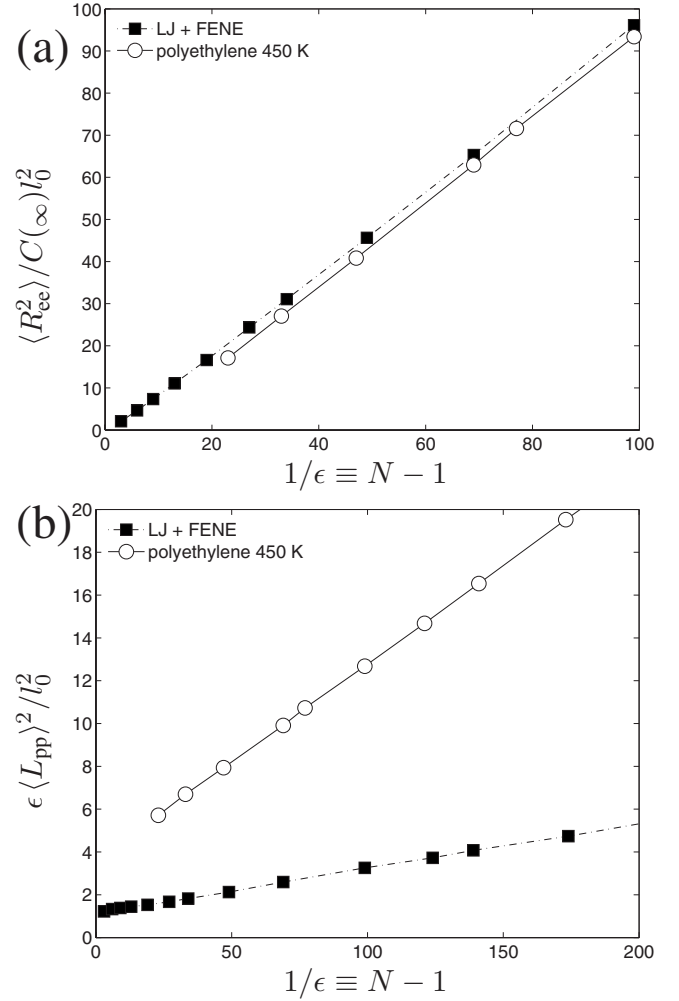 (a)
LJ + FENE
polyethylene 450 K
100
90
80
70
60
50
40
30
20
10
0
⟨R²ee⟩/C(∞)l₀²
0 20 40 60 80 100
1/ϵ ≡ N − 1
(b)
LJ + FENE
polyethylene 450 K
20
18
16
14
12
10
8
6
4
2
0
ϵ ⟨Lpp⟩²/l₀²
0 50 100 150 200
1/ϵ ≡ N − 1